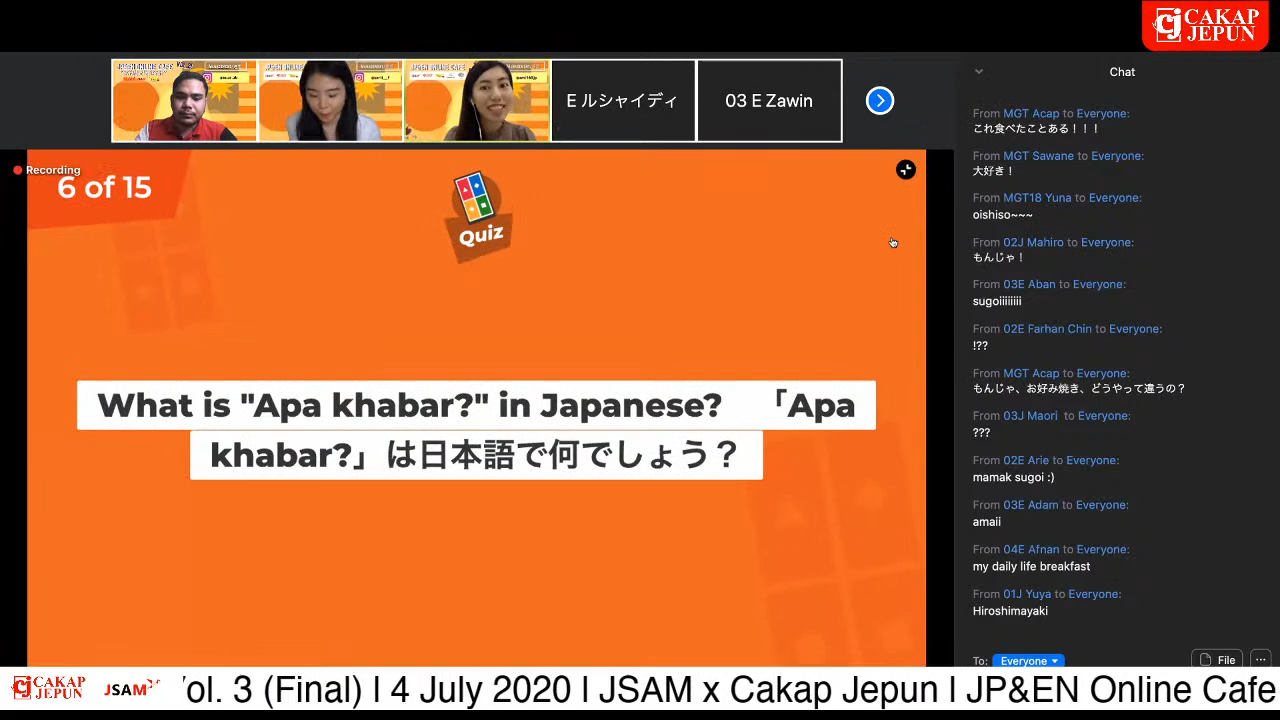 CAKAP
JEPUN
E ルシャイディ
03 E Zawin
Recording
6 of 15
Quiz
What is "Apa khabar?" in Japanese? 「Apa
khabar?」は日本語で何でしょう？
Chat
From MGT Acap to Everyone:
これ食べたことある！！！
From MGT Sawane to Everyone:
大好き！
From MGT18 Yuna to Everyone:
oishiso~~~
From 02J Mahiro to Everyone:
もんじゃ！
From 03E Aban to Everyone:
sugoiiiiiiii
From 02E Farhan Chin to Everyone:
!??
From MGT Acap to Everyone:
もんじゃ、お好み焼き、どうやって違うの？
From 03J Maori to Everyone:
???
From 02E Arie to Everyone:
mamak sugoi :)
From 03E Adam to Everyone:
amaii
From 04E Afnan to Everyone:
my daily life breakfast
From 01J Yuya to Everyone:
Hiroshimayaki
To: Everyone
File
CAKAP
JEPUN
JSAM
Vol. 3 (Final) I 4 July 2020 I JSAM x Cakap Jepun I JP&EN Online Cafe